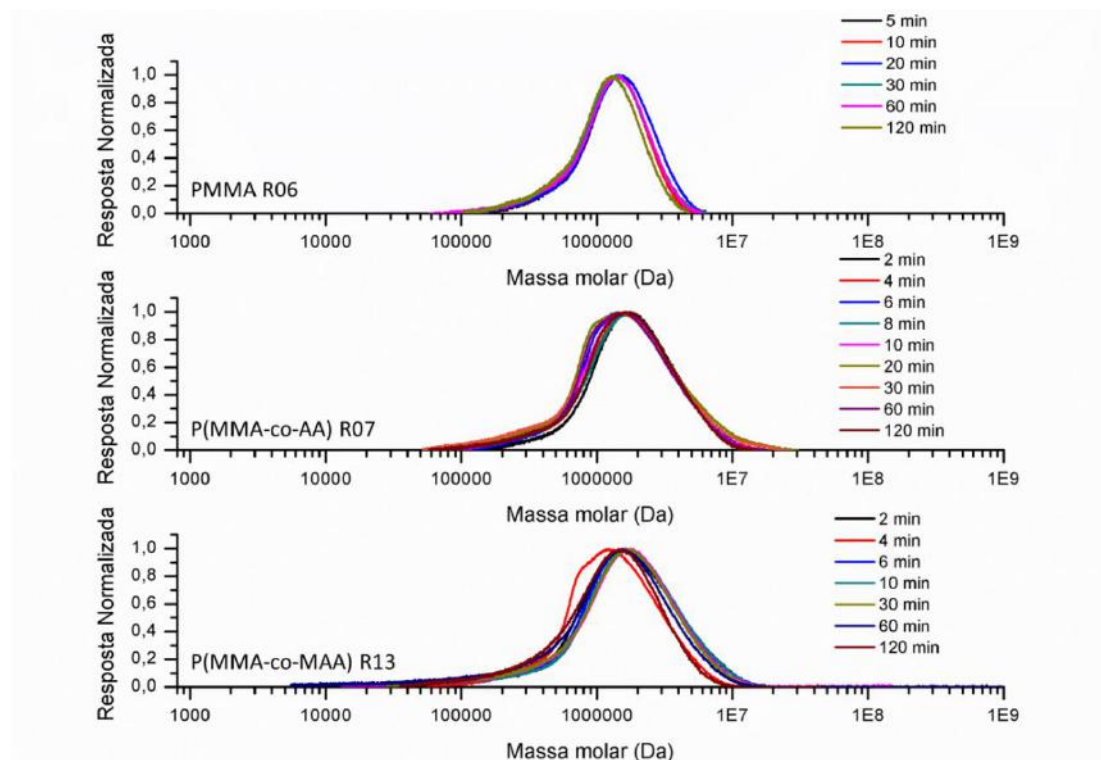 5 min
10 min
20 min
30 min
60 min
120 min
Resposta Normalizada
1,0
0,8
0,6
0,4
0,2
0,0
PMMA R06
1000 10000 100000 1000000 1E7 1E8 1E9
Massa molar (Da)
2 min
4 min
6 min
8 min
10 min
20 min
30 min
60 min
120 min
Resposta Normalizada
1,0
0,8
0,6
0,4
0,2
0,0
P(MMA-co-AA) R07
1000 10000 100000 1000000 1E7 1E8 1E9
Massa molar (Da)
2 min
4 min
6 min
10 min
30 min
60 min
120 min
Resposta Normalizada
1,0
0,8
0,6
0,4
0,2
0,0
P(MMA-co-MAA) R13
1000 10000 100000 1000000 1E7 1E8 1E9
Massa molar (Da)